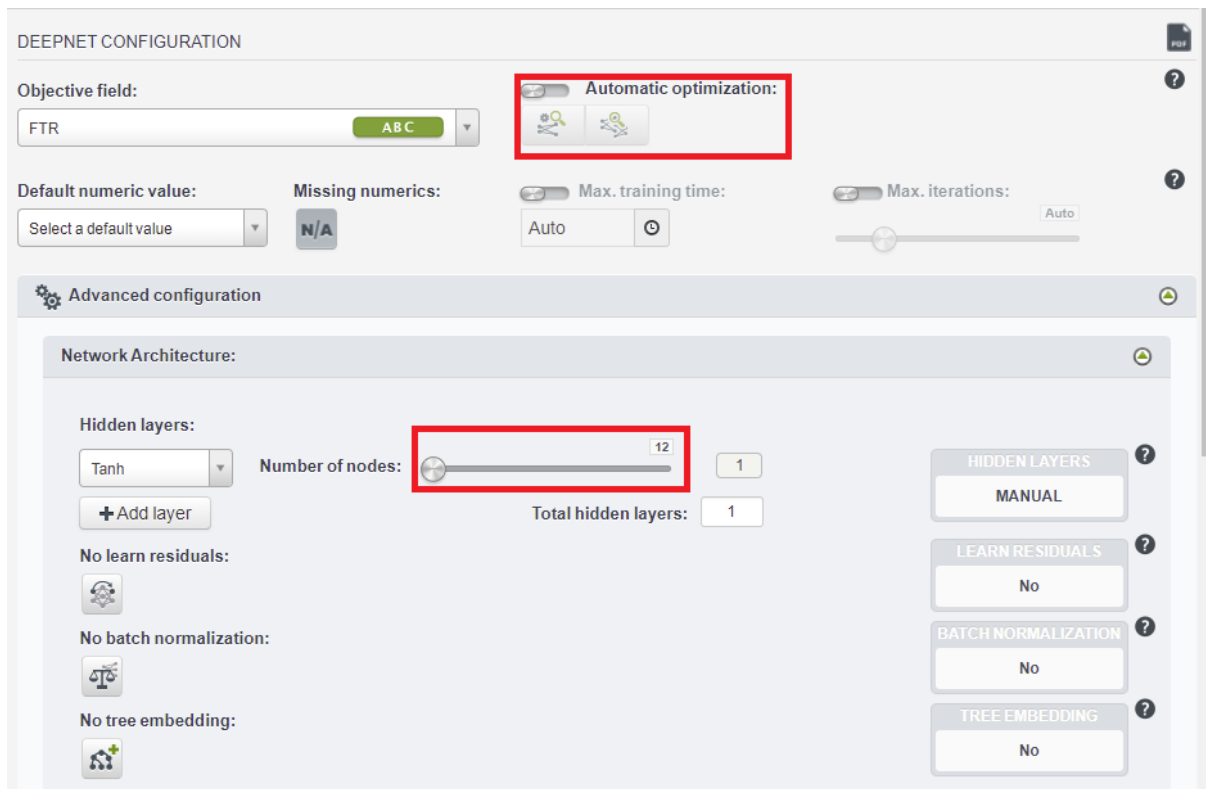 DEEPNET CONFIGURATION
PDF
Objective field:
Automatic optimization:
?
FTR ABC
Default numeric value: Missing numerics: Max. training time: Max. iterations:
?
Select a default value N/A Auto Auto
Advanced configuration
Network Architecture:
Hidden layers:
Tanh Number of nodes: 12 1
HIDDEN LAYERS ?
MANUAL
+ Add layer Total hidden layers: 1
No learn residuals:
LEARN RESIDUALS ?
No
No batch normalization:
BATCH NORMALIZATION ?
No
No tree embedding:
TREE EMBEDDING ?
No